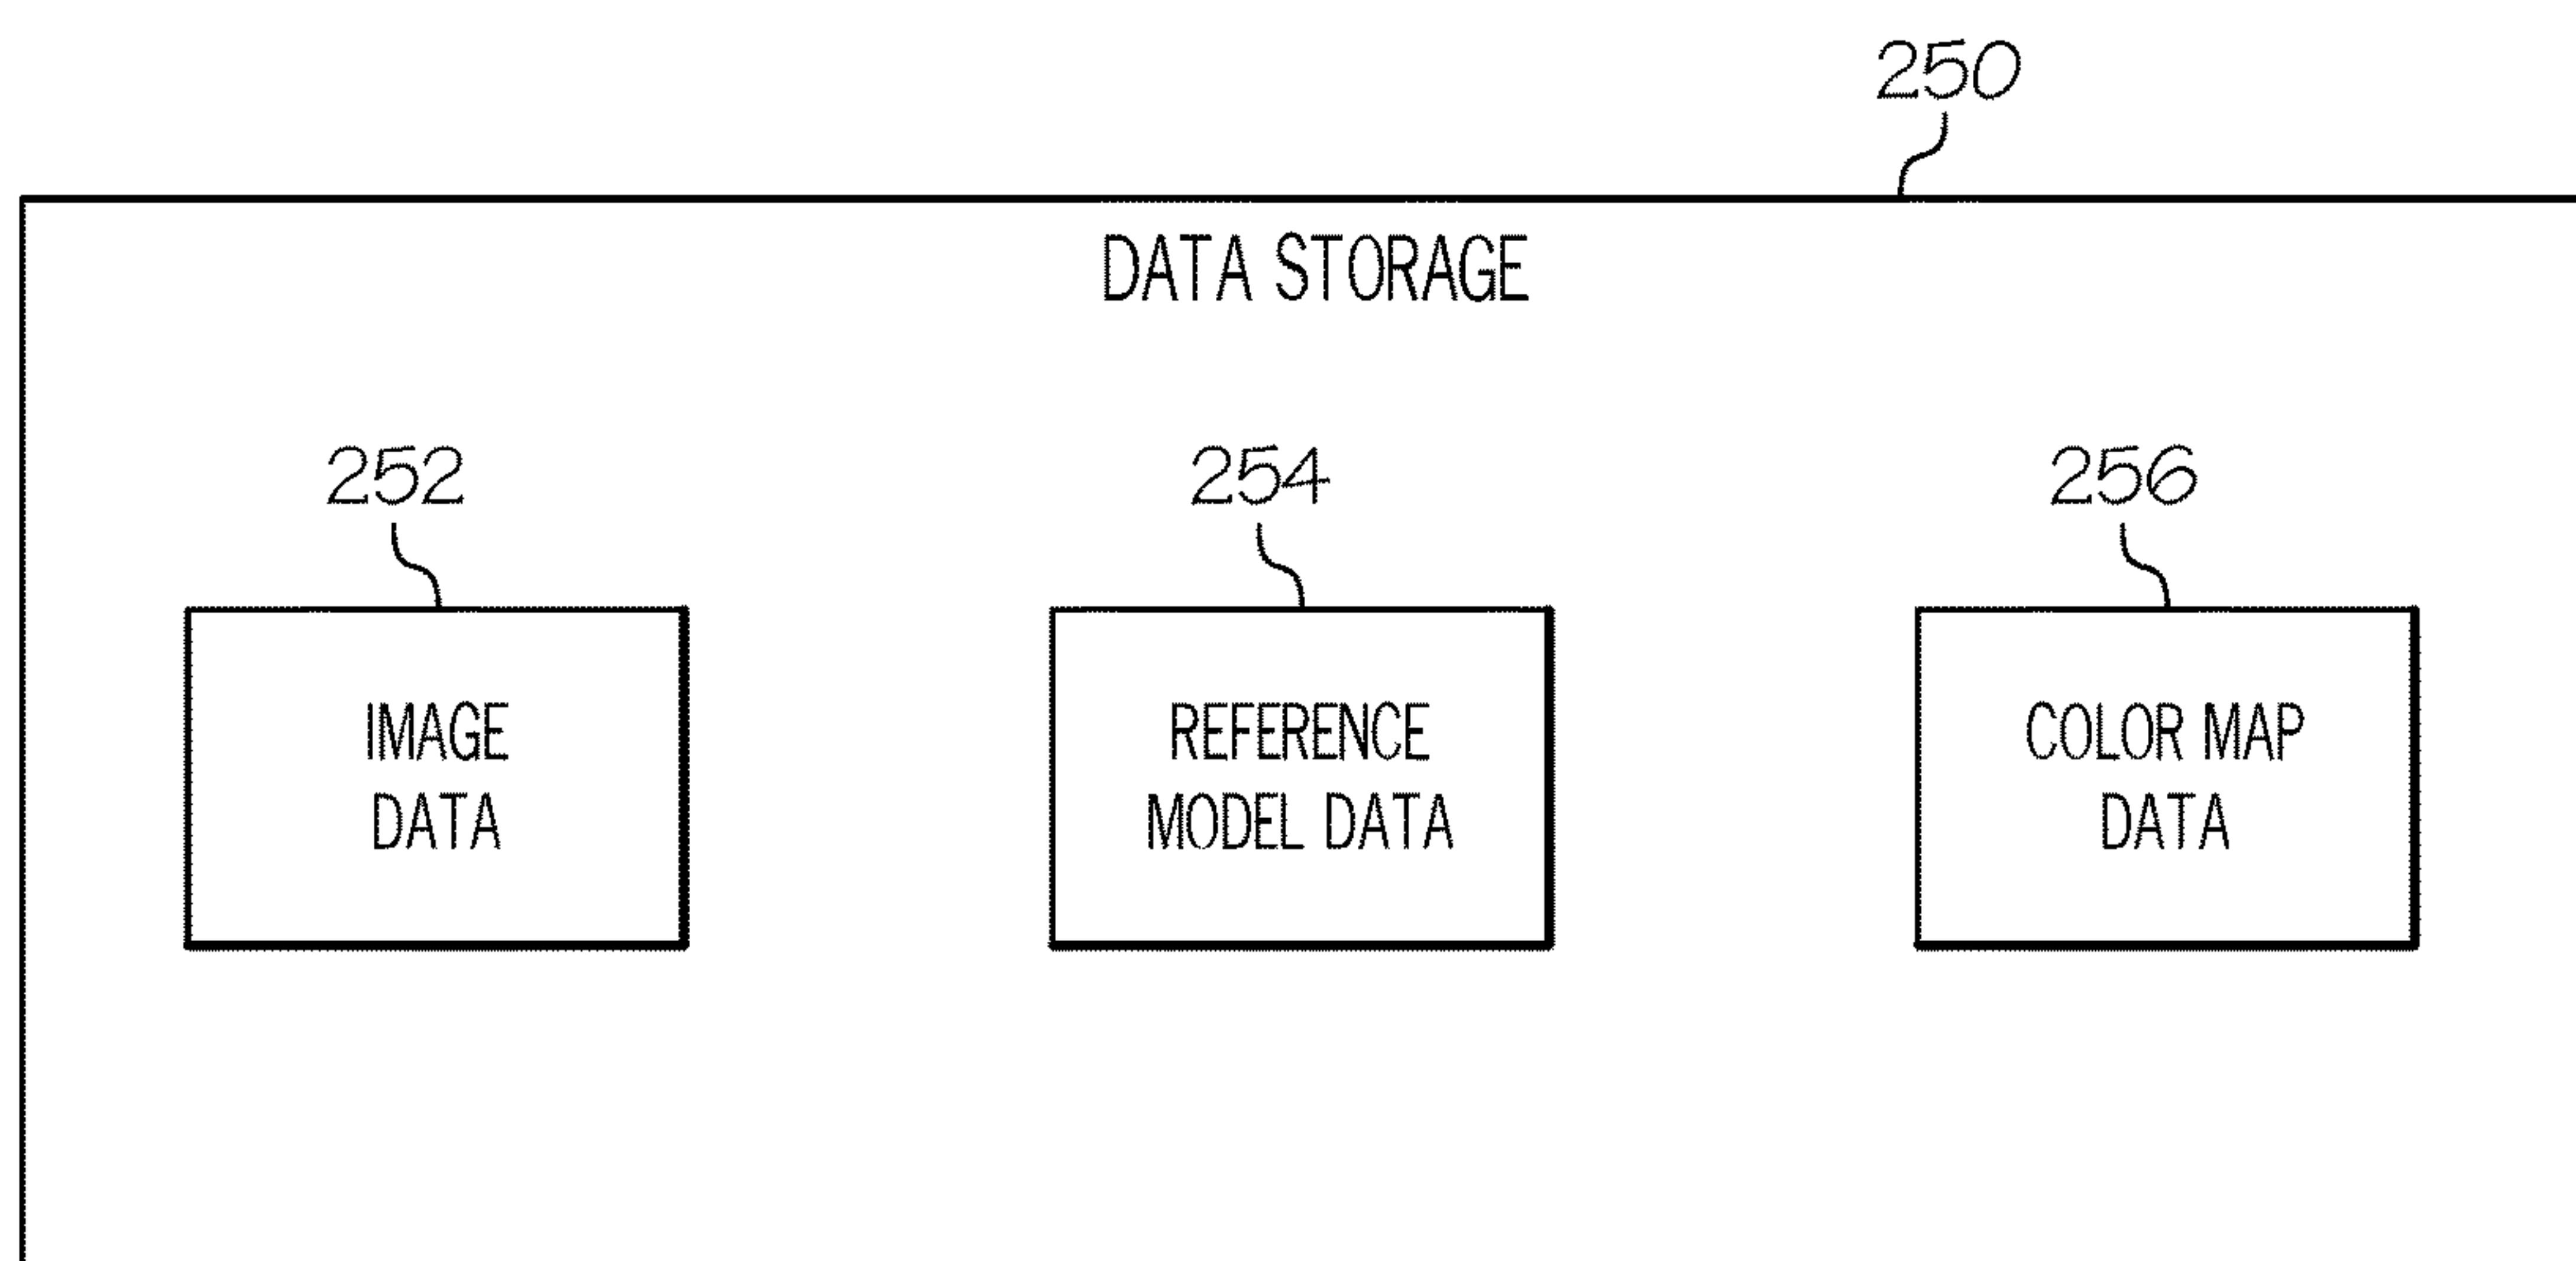 250
DATA STORAGE
252
254
256
IMAGE
DATA
REFERENCE
MODEL DATA
COLOR MAP
DATA